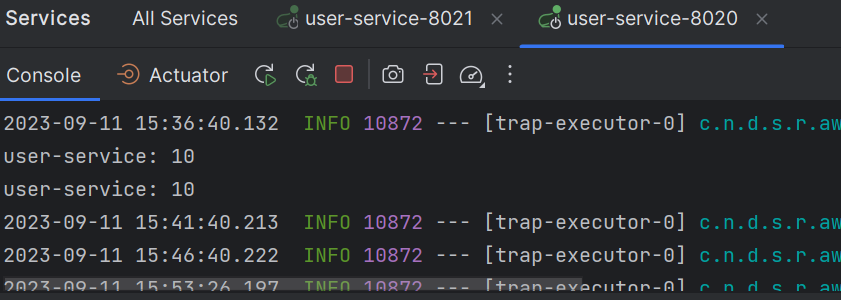 Services All Services user-service-8021 user-service-8020
Console Actuator
2023-09-11 15:36:40.132 INFO 10872 --- [trap-executor-0] c.n.d.s.r.aw
user-service: 10
user-service: 10
2023-09-11 15:41:40.213 INFO 10872 --- [trap-executor-0] c.n.d.s.r.aw
2023-09-11 15:46:40.222 INFO 10872 --- [trap-executor-0] c.n.d.s.r.aw
2023-09-11 15:53:26.197 INFO 10872 --- [trap-executor-0] c.n.d.s.r.aw